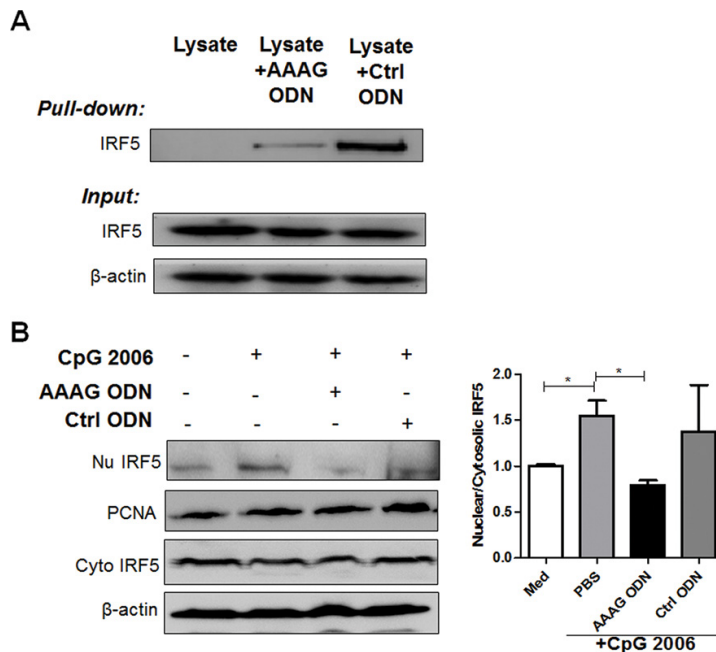 A
Lysate Lysate Lysate
+AAAG +Ctrl
ODN ODN
Pull-down:
IRF5
Input:
IRF5
β-actin
B
CpG 2006 - + + +
AAAG ODN - - + -
Ctrl ODN - - - +
Nu IRF5
PCNA
Cyto IRF5
β-actin
Nuclear/Cytosolic IRF5
2.0
1.5
1.0
0.5
0.0
* *
Med PBS AAAG ODN Ctrl ODN
+CpG 2006